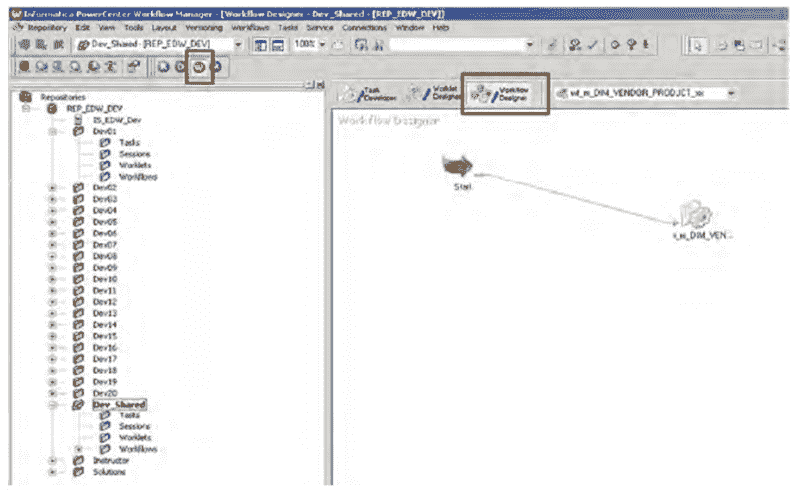 Informatica PowerCenter Workflow Manager - [Workflow Designer - Dev_Shared - [REP_EDW_DEV]]
Repository Edit View Tools Layout Versioning Workflows Tasks Service Connections Window Help
Dev_Shared - [REP_EDW_DEV] 100%
Task Developer Worklet Designer Workflow Designer wf_m_DIM_VENDOR_PRODUCT_xx
Workflow Designer
Repositories
REP_EDW_DEV
IS_EDW_Dev
Dev01
Tasks
Sessions
Worklets
Workflows
Dev02
Dev03
Dev04
Dev05
Dev06
Dev07
Dev08
Dev09
Dev10
Dev11
Dev12
Dev13
Dev14
Dev15
Dev16
Dev17
Dev18
Dev19
Dev20
Dev_Shared
Tasks
Sessions
Worklets
Workflows
Instructor
Solutions
Start
s_m_DIM_VEN...